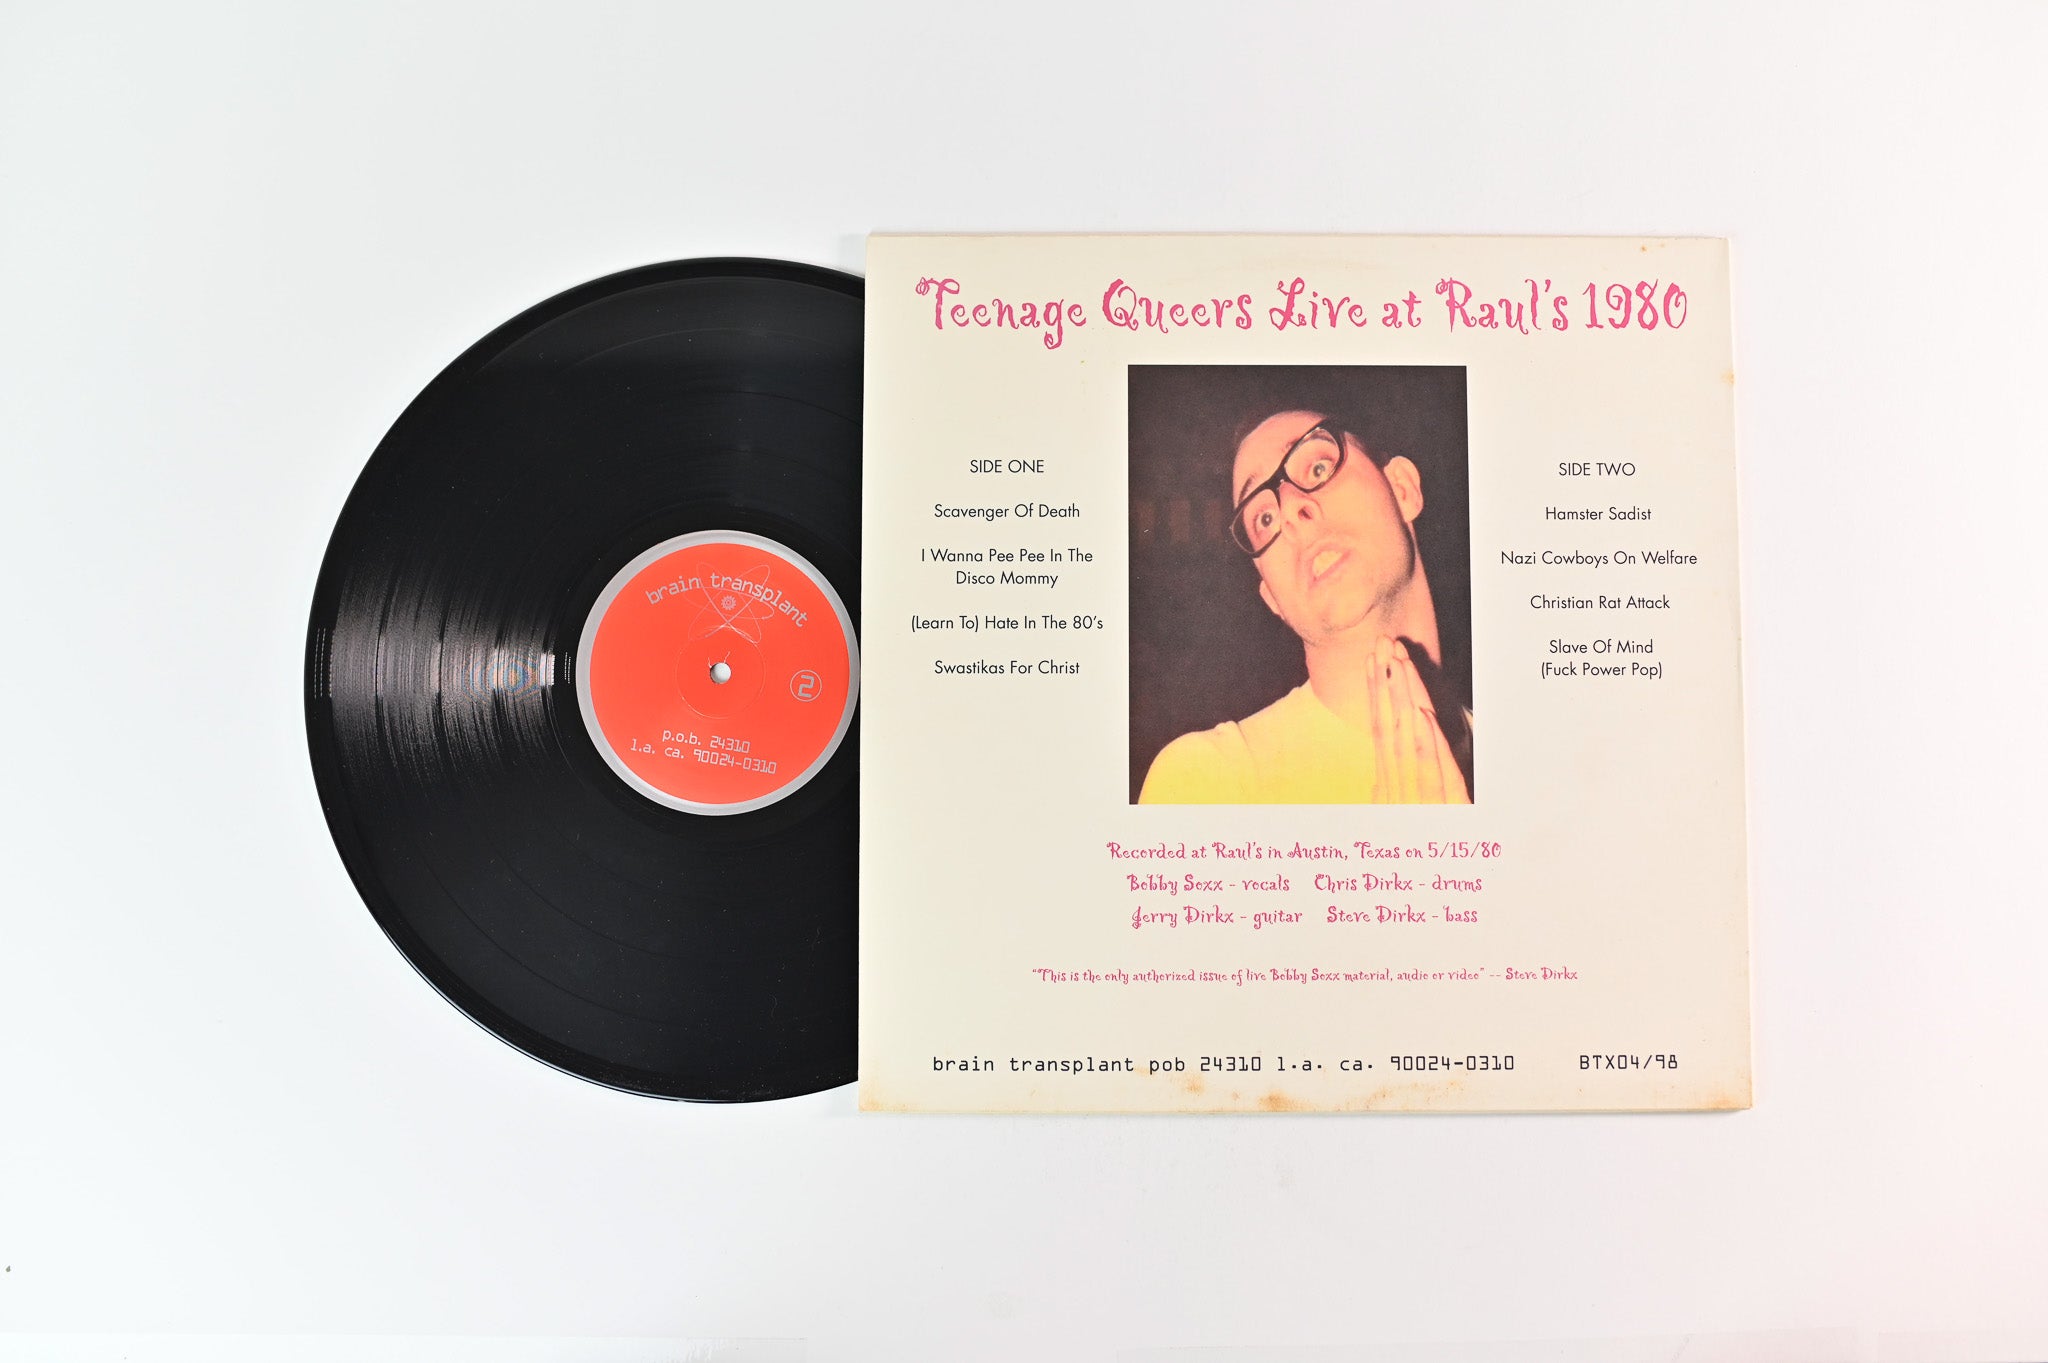 brain transplant
2
p.o.b. 24310
l.a. ca. 90024-0310
Teenage Queers Live at Raul's 1980
SIDE ONE
Scavenger Of Death
I Wanna Pee Pee In The
Disco Mommy
(Learn To) Hate In The 80's
Swastikas For Christ
SIDE TWO
Hamster Sadist
Nazi Cowboys On Welfare
Christian Rat Attack
Slave Of Mind
(Fuck Power Pop)
Recorded at Raul's in Austin, Texas on 5/15/80
Bobby Soxx - vocals Chris Dirkx - drums
Jerry Dirkx - guitar Steve Dirkx - bass
"This is the only authorized issue of live Bobby Soxx material, audio or video" -- Steve Dirkx
brain transplant pob 24310 l.a. ca. 90024-0310 BTX04/98